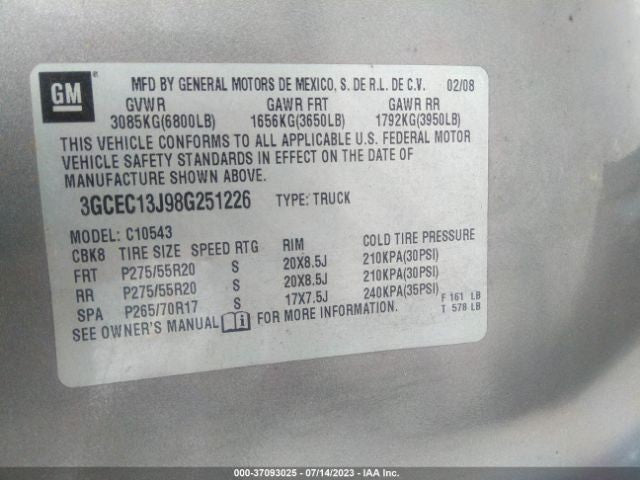 GM
MFD BY GENERAL MOTORS DE MEXICO, S. DE R.L. DE C.V. 02/08
GVWR GAWR FRT GAWR RR
3085KG(6800LB) 1656KG(3650LB) 1792KG(3950LB)
THIS VEHICLE CONFORMS TO ALL APPLICABLE U.S. FEDERAL MOTOR
VEHICLE SAFETY STANDARDS IN EFFECT ON THE DATE OF
MANUFACTURE SHOWN ABOVE.
3GCEC13J98G251226 TYPE: TRUCK
MODEL: C10543
CBK8 TIRE SIZE SPEED RTG RIM COLD TIRE PRESSURE
FRT P275/55R20 S 20X8.5J 210KPA(30PSI)
RR P275/55R20 S 20X8.5J 210KPA(30PSI)
SPA P265/70R17 S 17X7.5J 240KPA(35PSI)
F 161 LB
T 578 LB
SEE OWNER'S MANUAL FOR MORE INFORMATION.
000-37093025 - 07/14/2023 - IAA Inc.